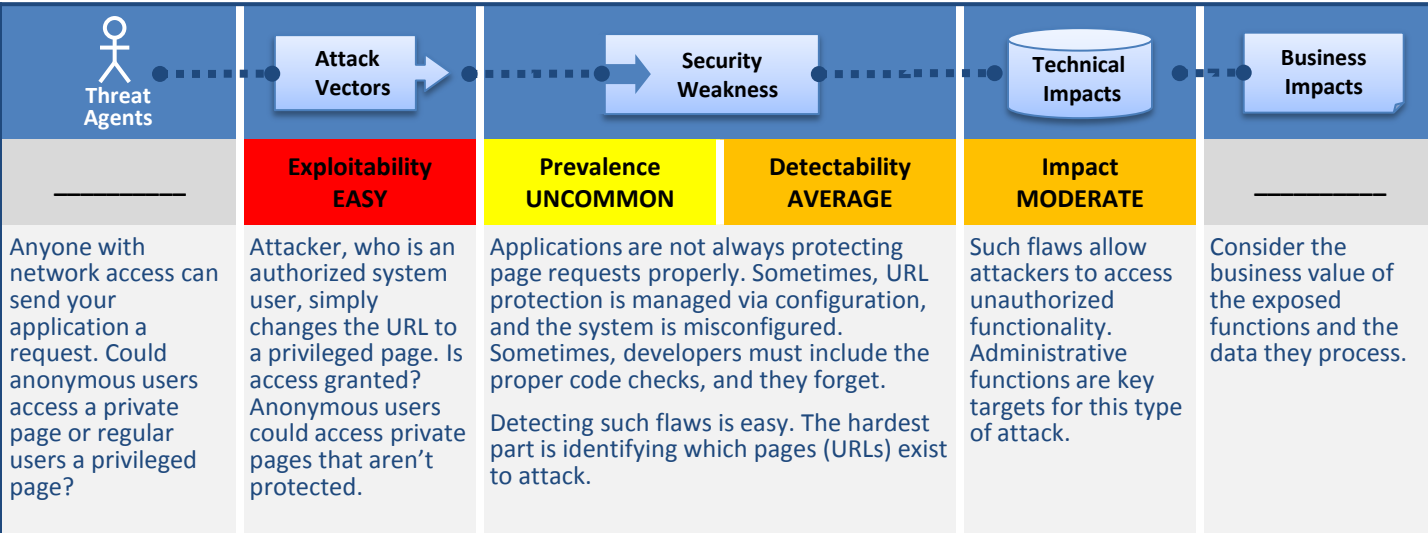 Threat
Agents
Attack
Vectors
Security
Weakness
Technical
Impacts
Business
Impacts
__________
Exploitability
EASY
Prevalence
UNCOMMON
Detectability
AVERAGE
Impact
MODERATE
__________
Anyone with
network access can
send your
application a
request. Could
anonymous users
access a private
page or regular
users a privileged
page?
Attacker, who is an
authorized system
user, simply
changes the URL to
a privileged page. Is
access granted?
Anonymous users
could access private
pages that aren’t
protected.
Applications are not always protecting
page requests properly. Sometimes, URL
protection is managed via configuration,
and the system is misconfigured.
Sometimes, developers must include the
proper code checks, and they forget.
Detecting such flaws is easy. The hardest
part is identifying which pages (URLs) exist
to attack.
Such flaws allow
attackers to access
unauthorized
functionality.
Administrative
functions are key
targets for this type
of attack.
Consider the
business value of
the exposed
functions and the
data they process.